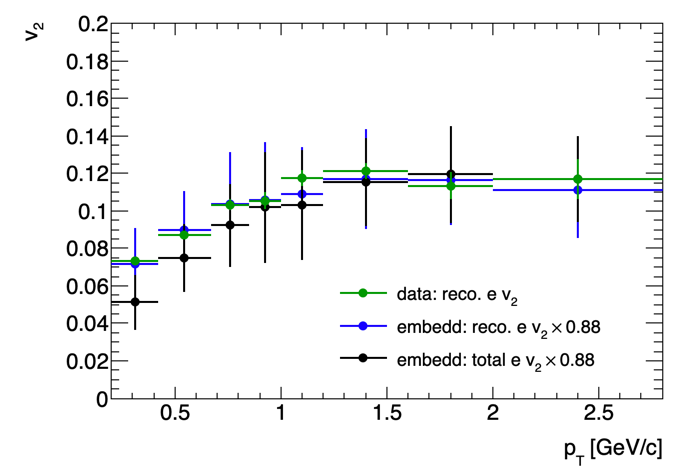 v₂
0.2
0.18
0.16
0.14
0.12
0.1
0.08
0.06
0.04
0.02
0
data: reco. e v₂
embedd: reco. e v₂×0.88
embedd: total e v₂×0.88
0.5 1 1.5 2 2.5
p_T [GeV/c]